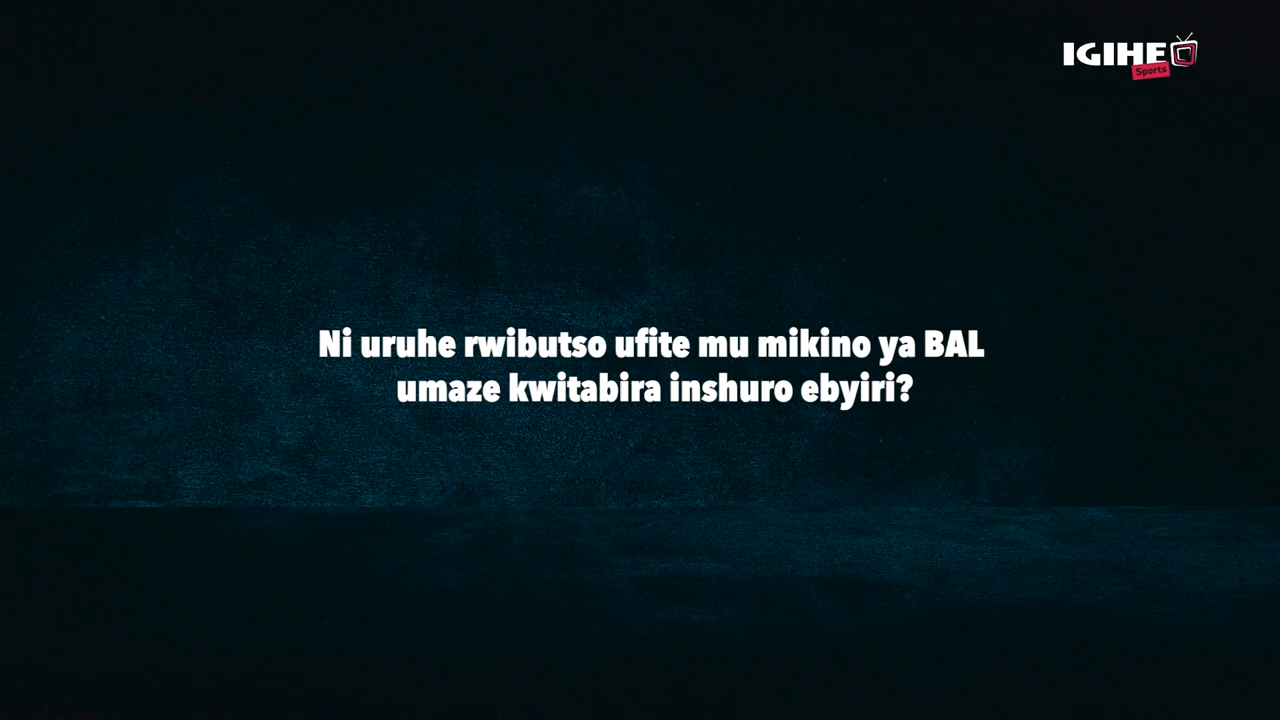 IGIHE
Sports
Ni uruhe rwibutso ufite mu mikino ya BAL
umaze kwitabira inshuro ebyiri?